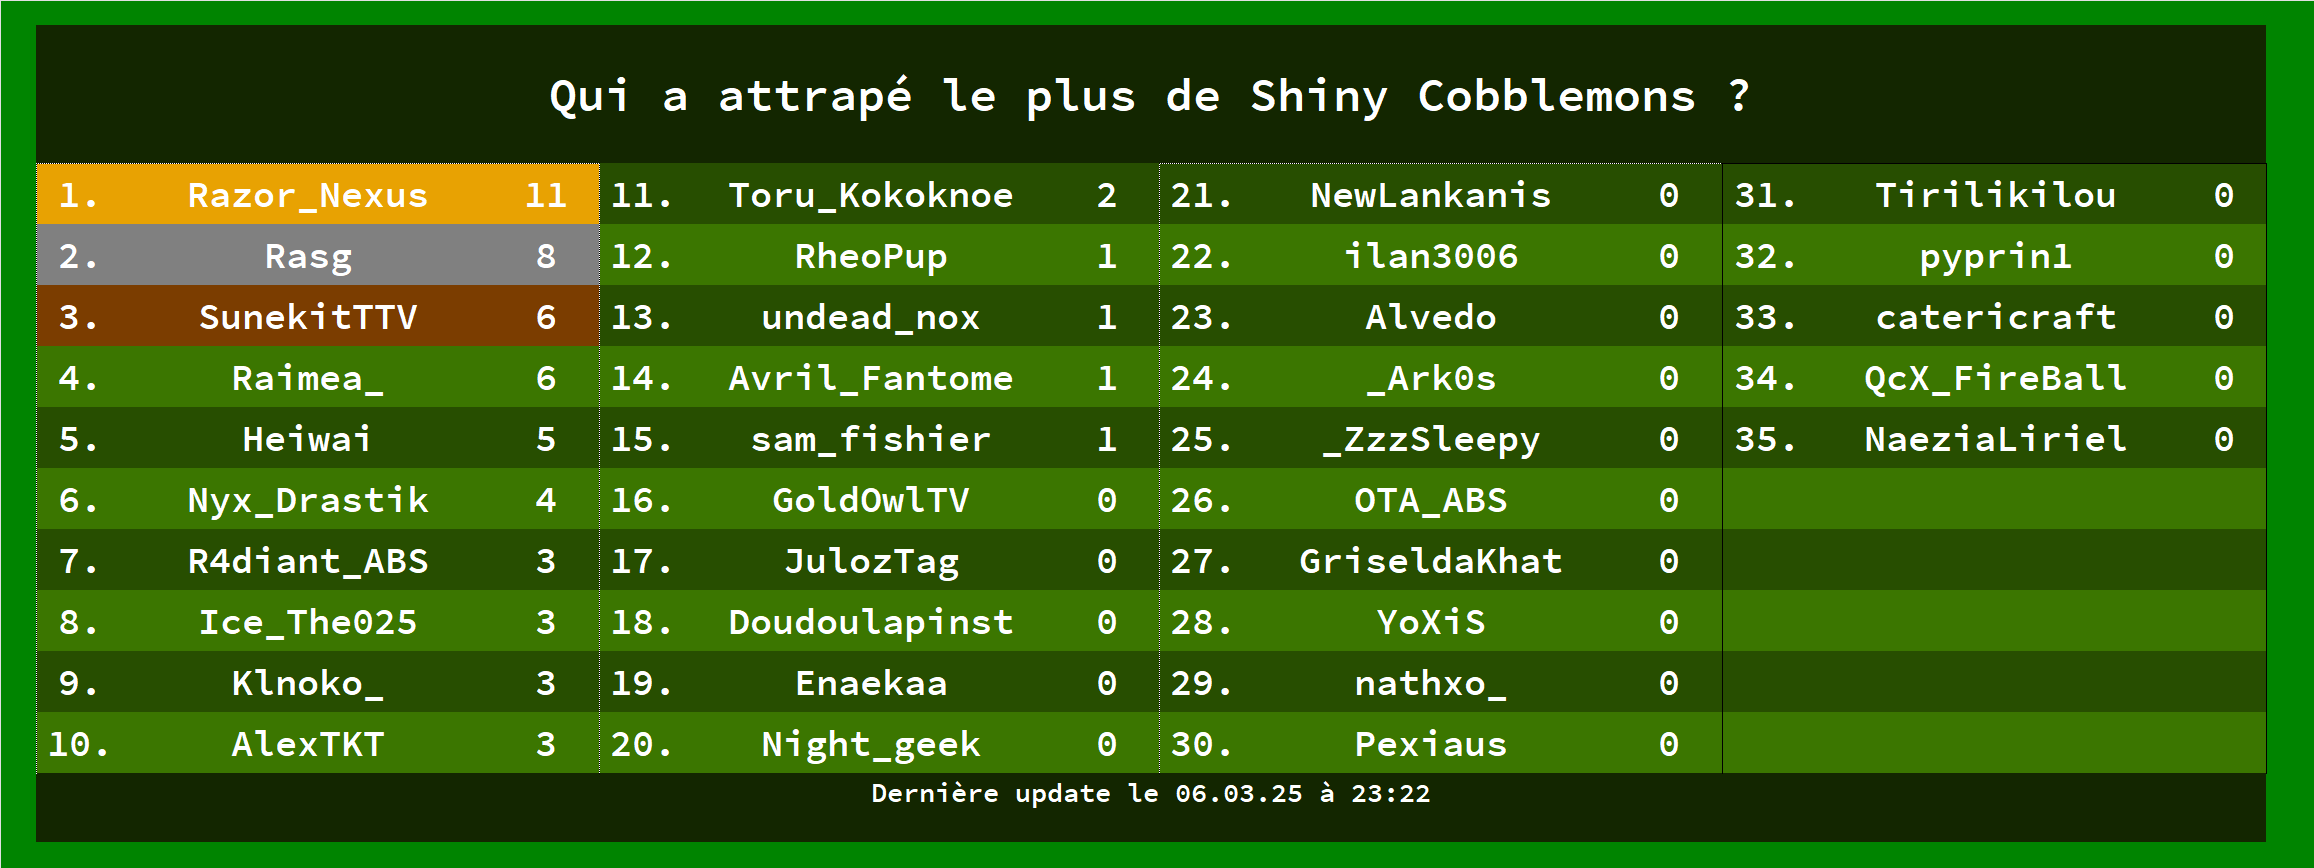 Qui a attrapé le plus de Shiny Cobblemons ?
1. Razor_Nexus 11
2. Rasg 8
3. SunekitTTV 6
4. Raimea_ 6
5. Heiwai 5
6. Nyx_Drastik 4
7. R4diant_ABS 3
8. Ice_The025 3
9. Klnoko_ 3
10. AlexTKT 3
11. Toru_Kokoknoe 2
12. RheoPup 1
13. undead_nox 1
14. Avril_Fantome 1
15. sam_fishier 1
16. GoldOwlTV 0
17. JulozTag 0
18. Doudoulapinst 0
19. Enaekaa 0
20. Night_geek 0
21. NewLankanis 0
22. ilan3006 0
23. Alvedo 0
24. _Ark0s 0
25. _ZzzSleepy 0
26. OTA_ABS 0
27. GriseldaKhat 0
28. YoXiS 0
29. nathxo_ 0
30. Pexiaus 0
31. Tirilikilou 0
32. pyprin1 0
33. catericraft 0
34. QcX_FireBall 0
35. NaeziaLiriel 0
Dernière update le 06.03.25 à 23:22